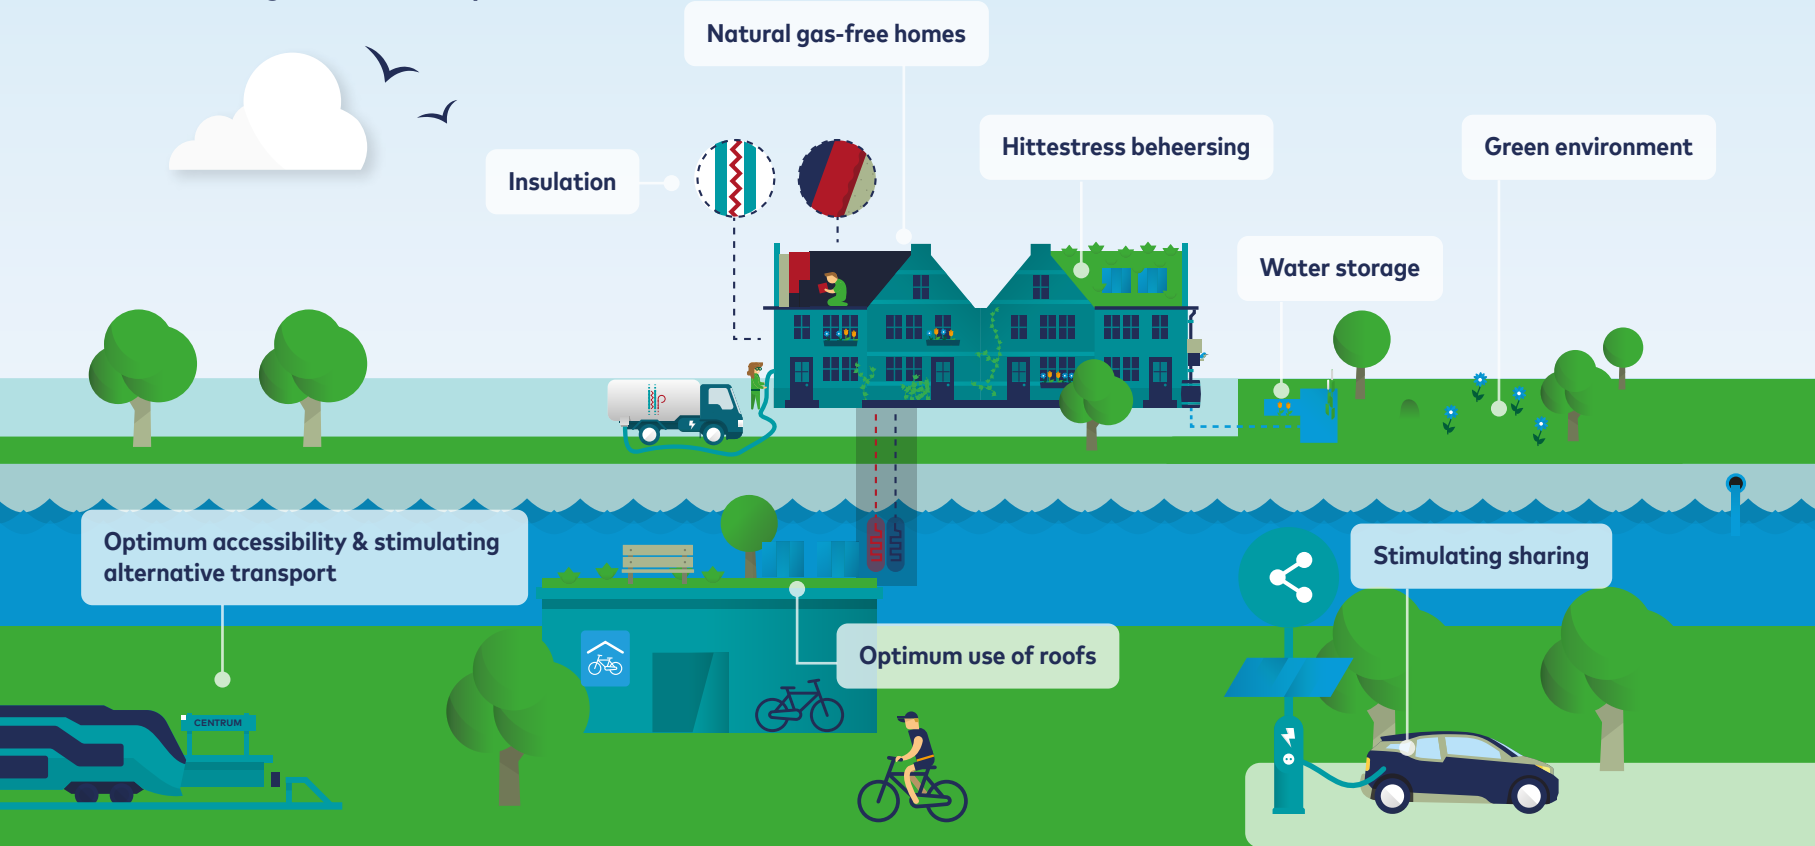 Natural gas-free homes
Hittestress beheersing
Green environment
Insulation
Water storage
Optimum accessibility & stimulating
alternative transport
Stimulating sharing
Optimum use of roofs
CENTRUM